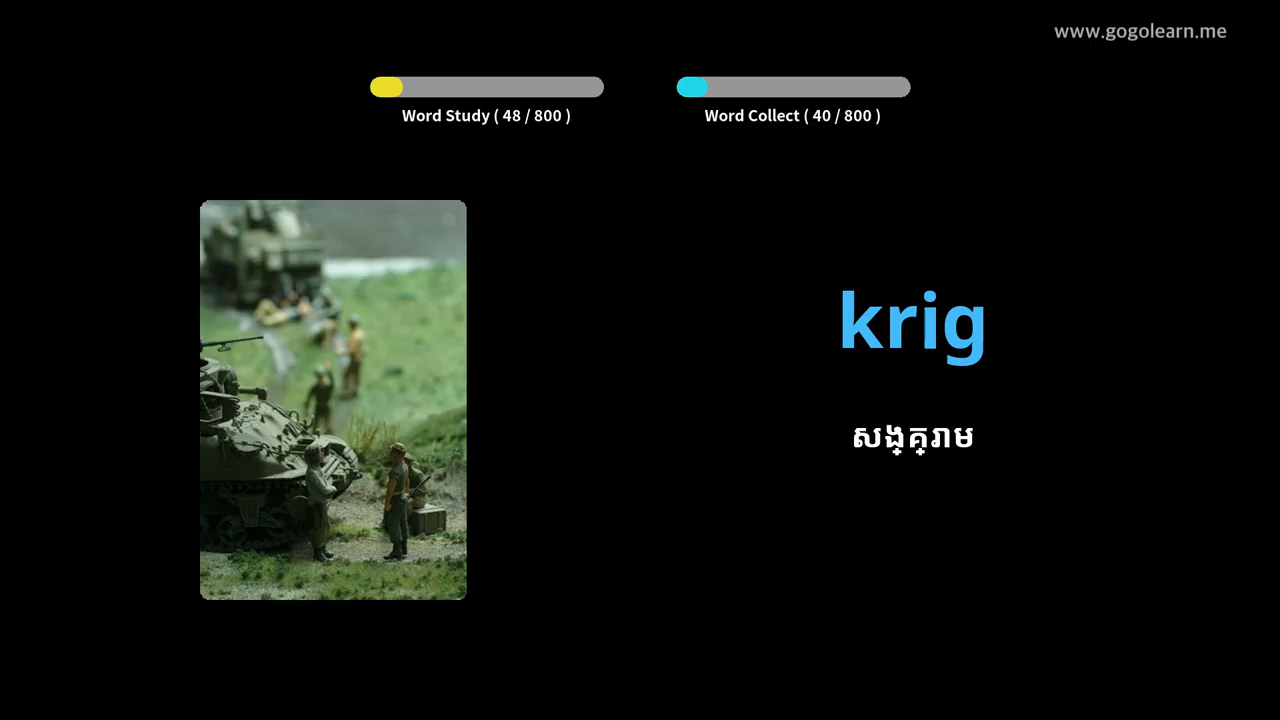 www.gogolearn.me
Word Study ( 48 / 800 )
Word Collect ( 40 / 800 )
krig
សង្គ្រាម